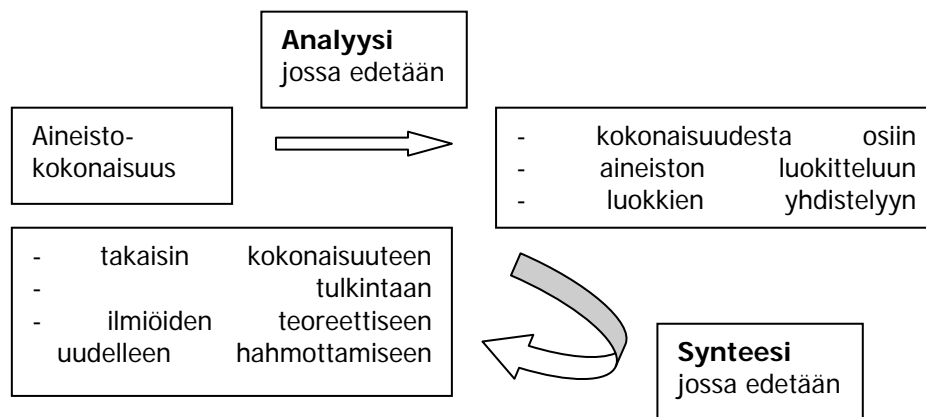 Analyysi
jossa edetään
Aineisto-
kokonaisuus
- kokonaisuudesta osiin
- aineiston luokitteluun
- luokkien yhdistelyyn
- takaisin kokonaisuuteen
- tulkintaan
- ilmiöiden teoreettiseen
uudelleen hahmottamiseen
Synteesi
jossa edetään